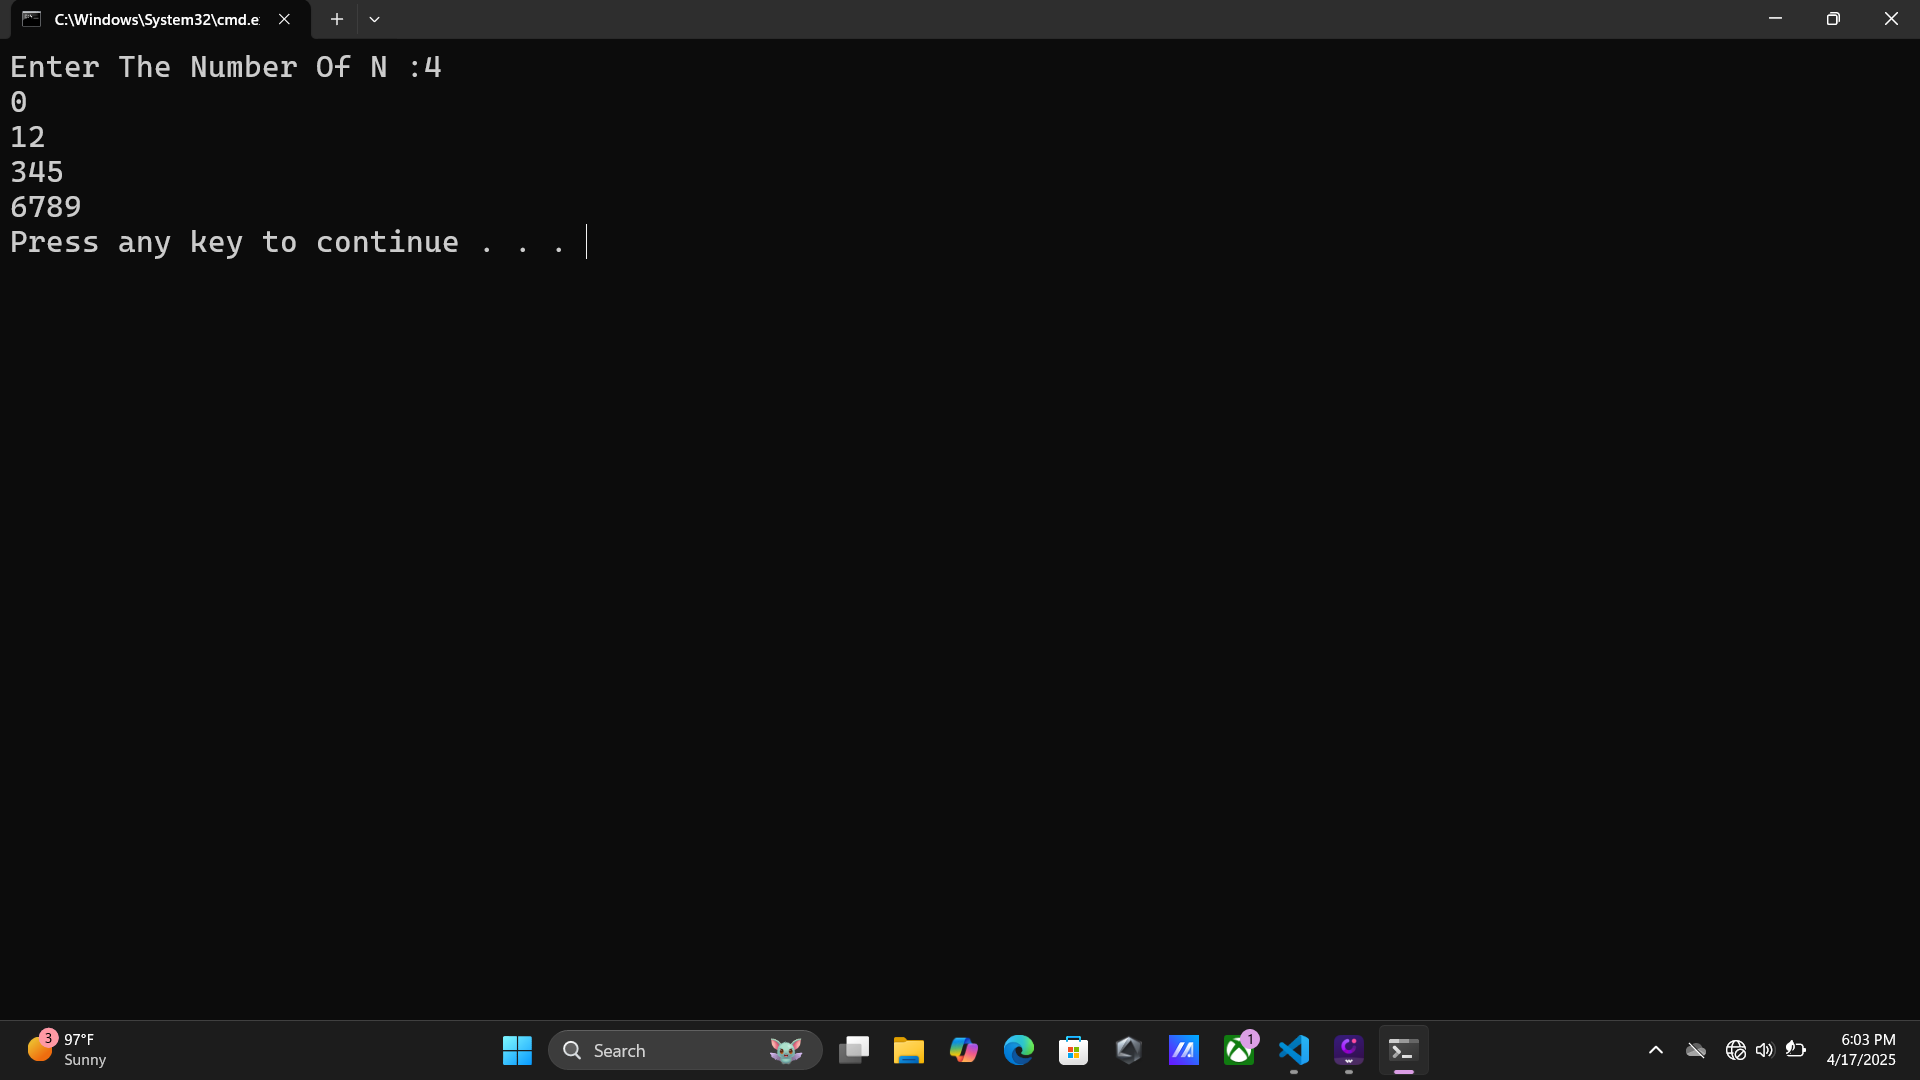 C:\Windows\System32\cmd.e
Enter The Number Of N :4
0
12
345
6789
Press any key to continue . . .
3
97°F
Sunny
Search
1
6:03 PM
4/17/2025